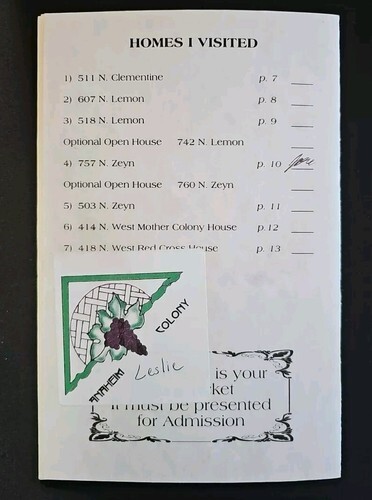 HOMES I VISITED
1) 511 N. Clementine p. 7
2) 607 N. Lemon p. 8
3) 518 N. Lemon p. 9
Optional Open House 742 N. Lemon
4) 757 N. Zeyn p. 10
Optional Open House 760 N. Zeyn
5) 503 N. Zeyn p. 11
6) 414 N. West Mother Colony House p. 12
7) 418 N. West Red Cross House p. 13
ANAHEIM COLONY
Leslie
is your
ket
it must be presented
for Admission